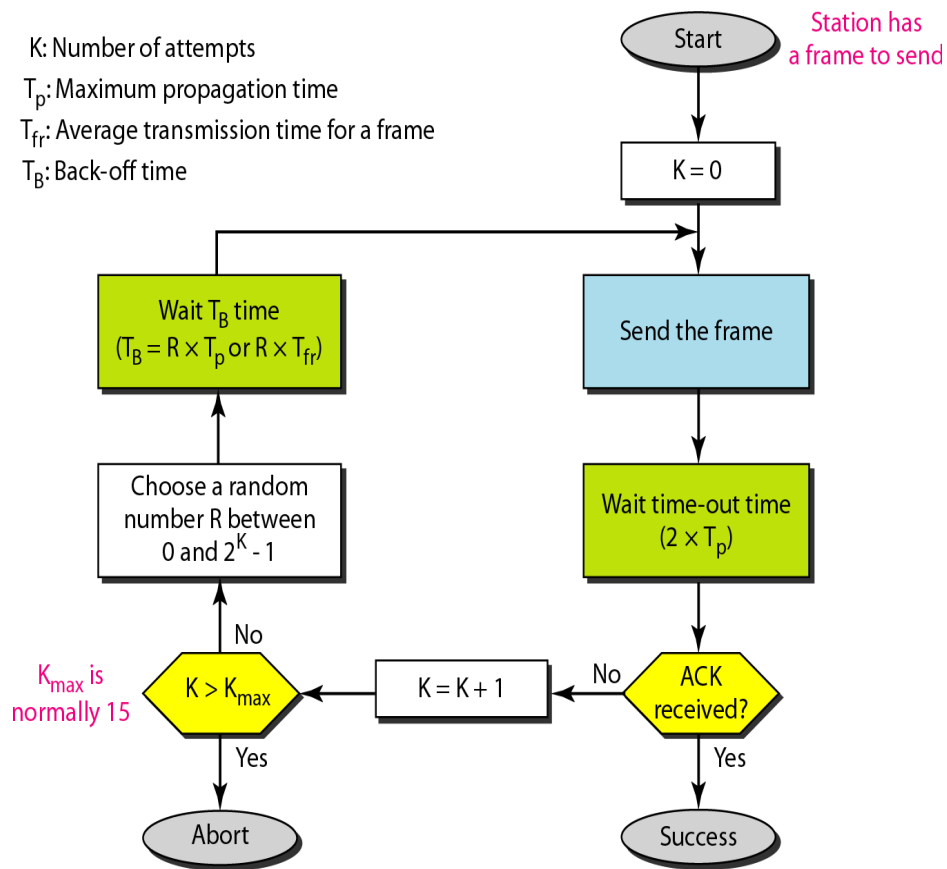 K: Number of attempts
Tp: Maximum propagation time
Tfr: Average transmission time for a frame
TB: Back-off time
Start
Station has
a frame to send
K = 0
Wait TB time
(TB = R × Tp or R × Tfr)
Send the frame
Choose a random
number R between
0 and 2^K - 1
Wait time-out time
(2 × Tp)
No
Kmax is
normally 15
K > Kmax
K = K + 1
No
ACK
received?
Yes
Yes
Abort
Success